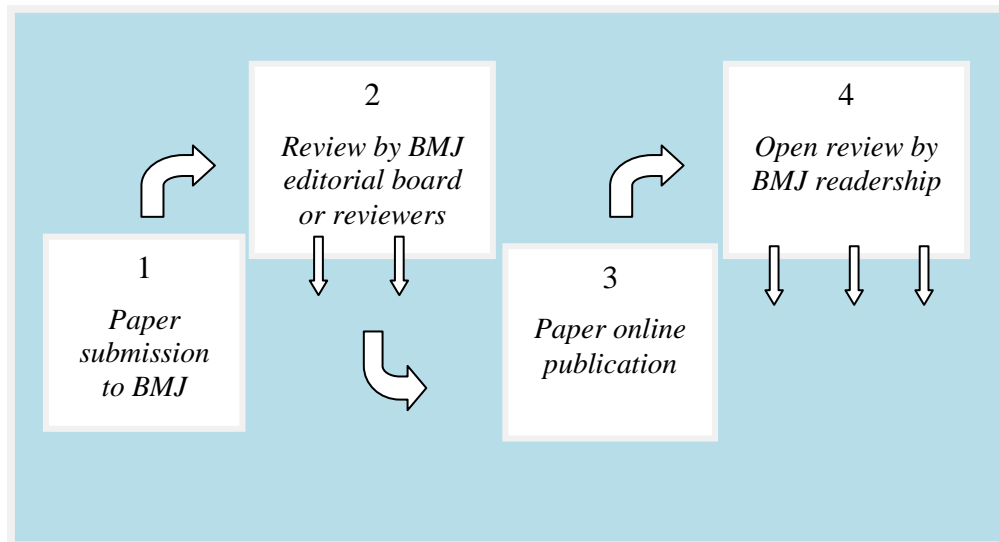 1
Paper
submission
to BMJ
2
Review by BMJ
editorial board
or reviewers
3
Paper online
publication
4
Open review by
BMJ readership